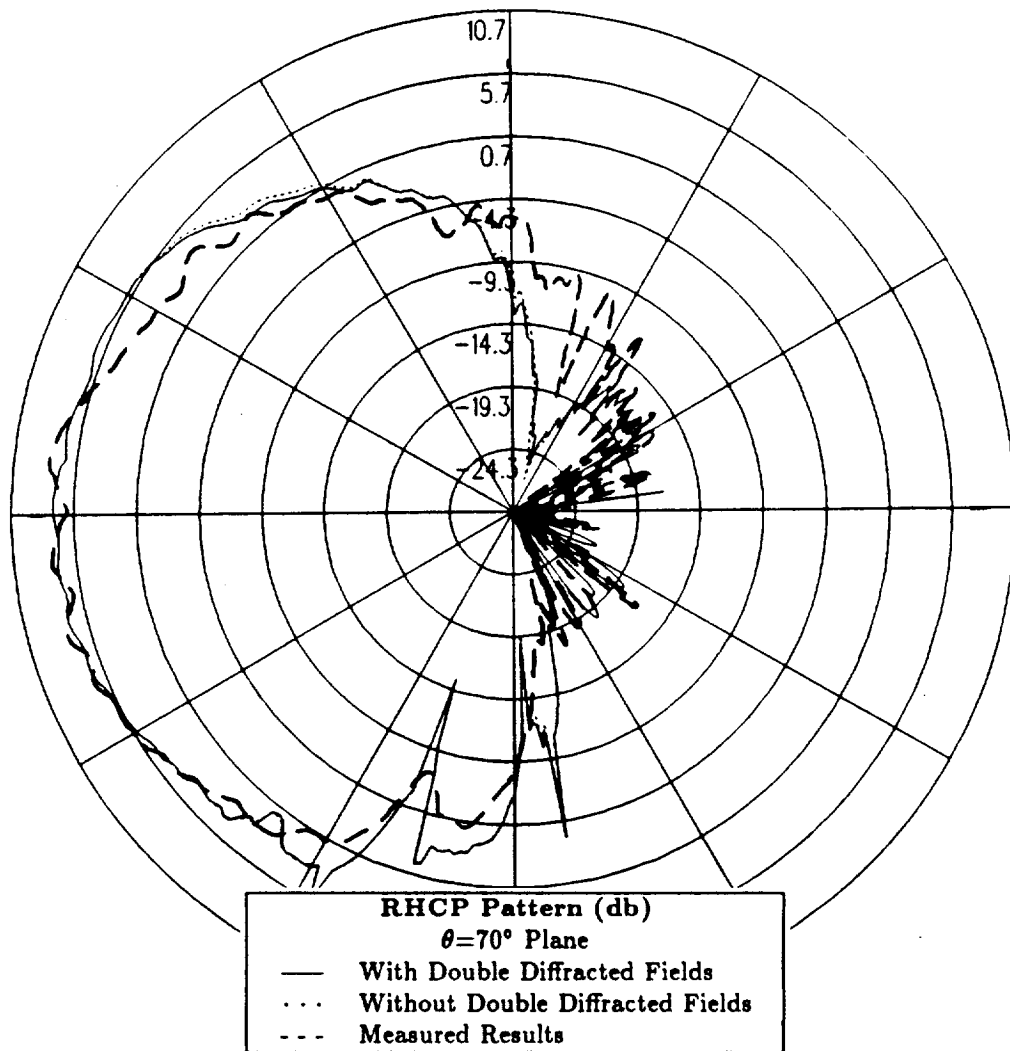 10.7
5.7
0.7
-9.3
-14.3
-19.3
-24.3
RHCP Pattern (db)
θ=70° Plane
—— With Double Diffracted Fields
· · · Without Double Diffracted Fields
- - - Measured Results